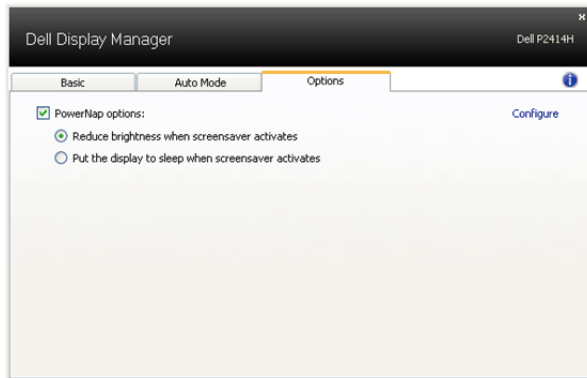 Dell Display Manager
Dell P2414H
Basic
Auto Mode
Options
PowerNap options:
Configure
Reduce brightness when screensaver activates
Put the display to sleep when screensaver activates